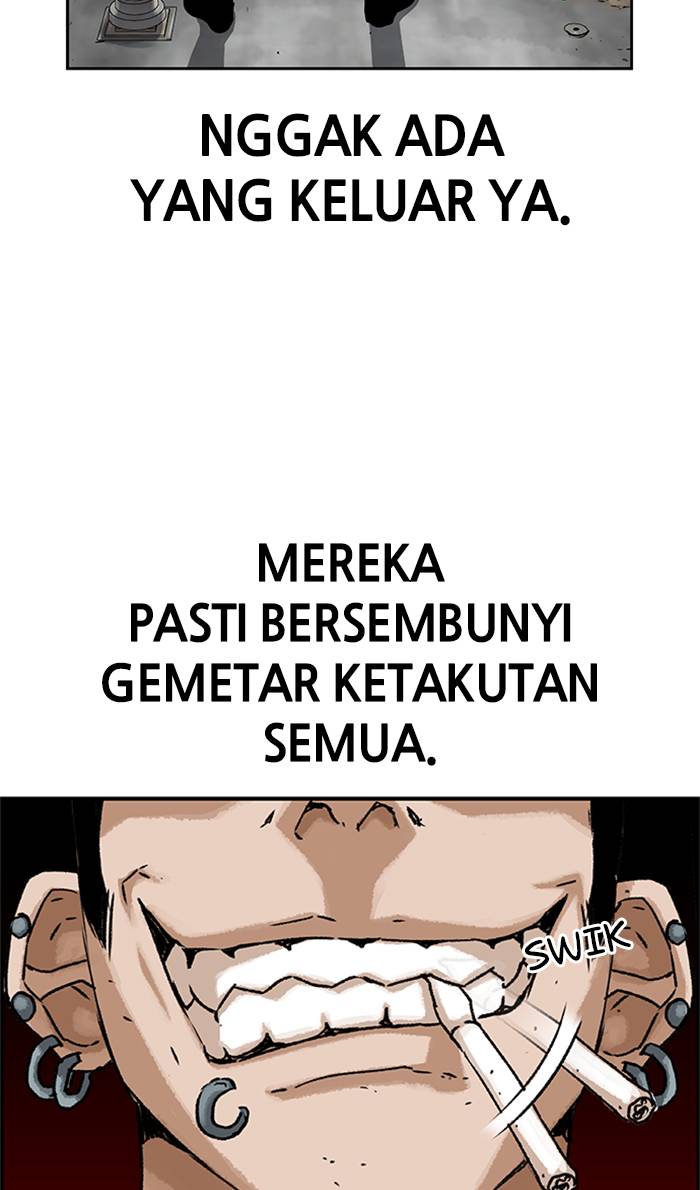 NGGAK ADA
YANG KELUAR YA.
MEREKA
PASTI BERSEMBUNYI
GEMETAR KETAKUTAN
SEMUA.
SWIK